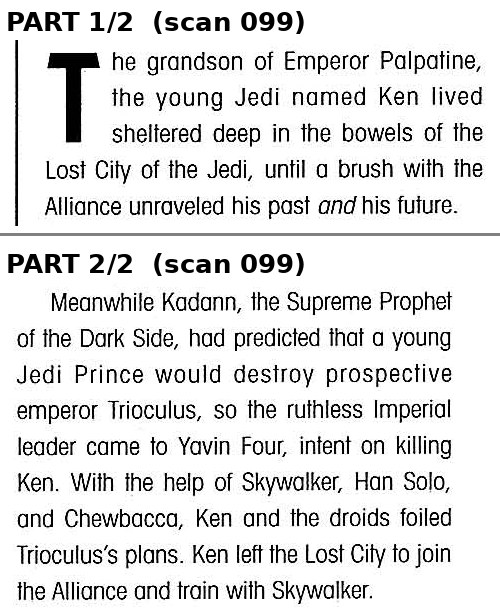 PART 1/2 (scan 099)
The grandson of Emperor Palpatine,
the young Jedi named Ken lived
sheltered deep in the bowels of the
Lost City of the Jedi, until a brush with the
Alliance unraveled his past and his future.
PART 2/2 (scan 099)
Meanwhile Kadann, the Supreme Prophet
of the Dark Side, had predicted that a young
Jedi Prince would destroy prospective
emperor Trioculus, so the ruthless Imperial
leader came to Yavin Four, intent on killing
Ken. With the help of Skywalker, Han Solo,
and Chewbacca, Ken and the droids foiled
Trioculus's plans. Ken left the Lost City to join
the Alliance and train with Skywalker.